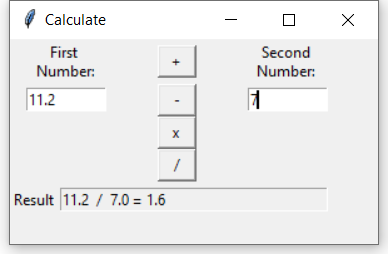 Calculate
First
Number:
+
Second
Number:
11.2
-
7
x
/
Result 11.2 / 7.0 = 1.6